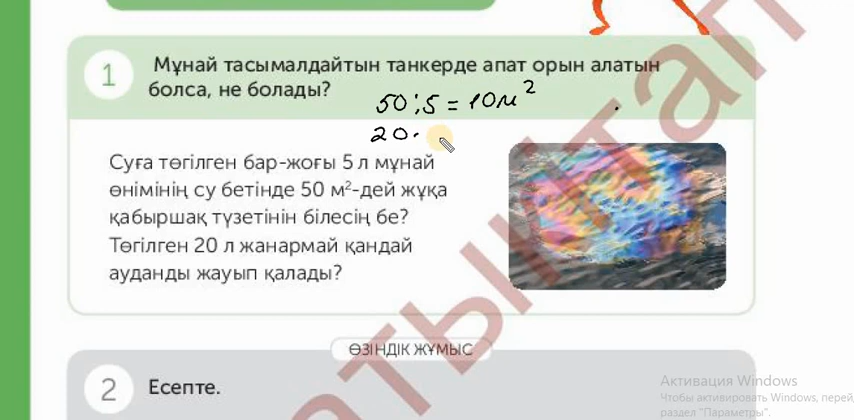 1
Мұнай тасымалдайтын танкерде апат орын алатын
болса, не болады?
50:5=10м²
20·
Суға төгілген бар-жоғы 5 л мұнай
өнімінің су бетінде 50 м²-дей жұқа
қабыршақ түзетінін білесің бе?
Төгілген 20 л жанармай қандай
ауданды жауып қалады?
ӨЗІНДІК ЖҰМЫС
2 Есепте.
Активация Windows
Чтобы активировать Windows, перей
раздел "Параметры".